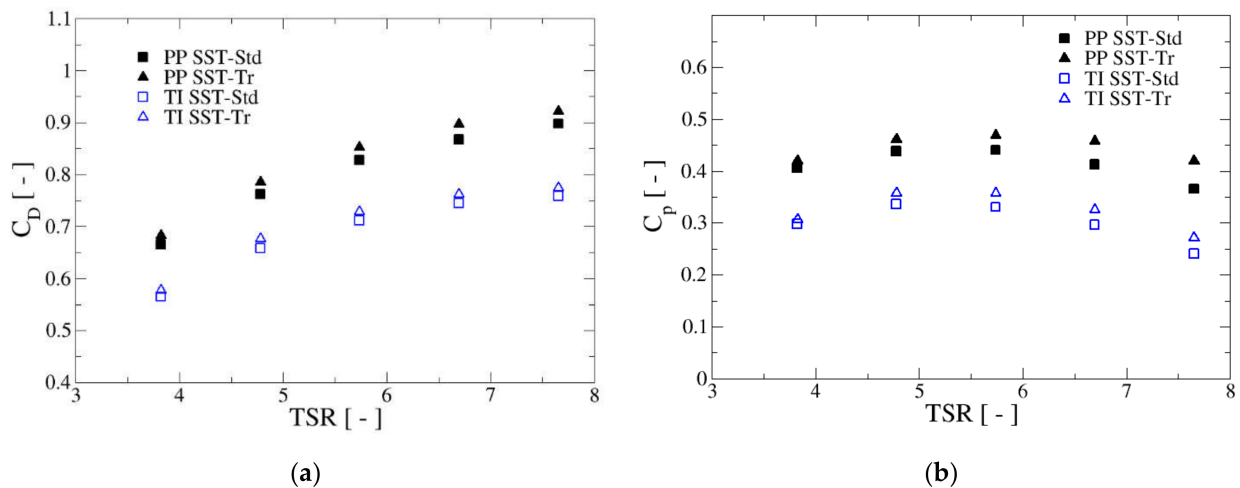 1.1
1
0.9
0.8
0.7
0.6
0.5
0.4
C_D [ - ]
PP SST-Std
PP SST-Tr
TI SST-Std
TI SST-Tr
3 4 5 6 7 8
TSR [ - ]
(a)
0.6
0.5
0.4
0.3
0.2
0.1
0
C_p [ - ]
PP SST-Std
PP SST-Tr
TI SST-Std
TI SST-Tr
3 4 5 6 7 8
TSR [ - ]
(b)